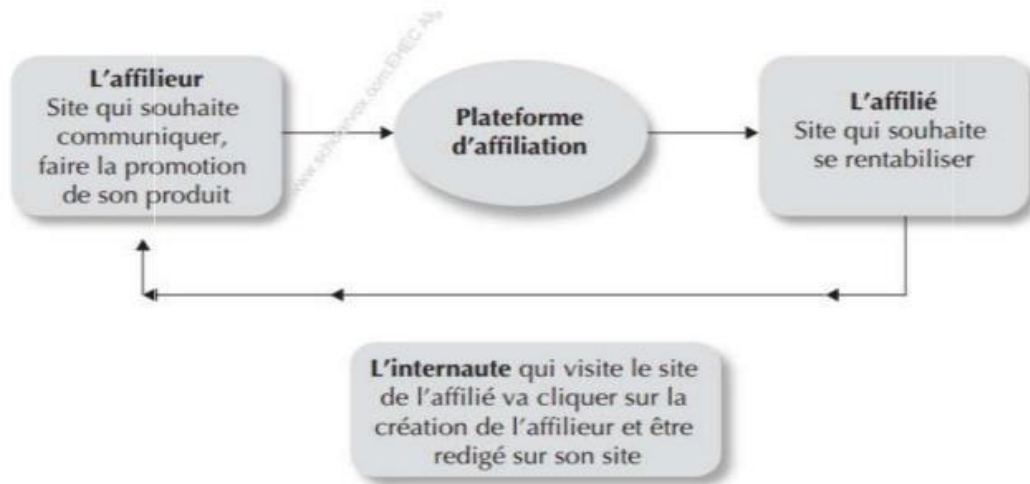 L'affilieur
Site qui souhaite
communiquer,
faire la promotion
de son produit
Plateforme
d'affiliation
L'affilié
Site qui souhaite
se rentabiliser
L'internaute qui visite le site
de l'affilié va cliquer sur la
création de l'affilieur et être
redigé sur son site